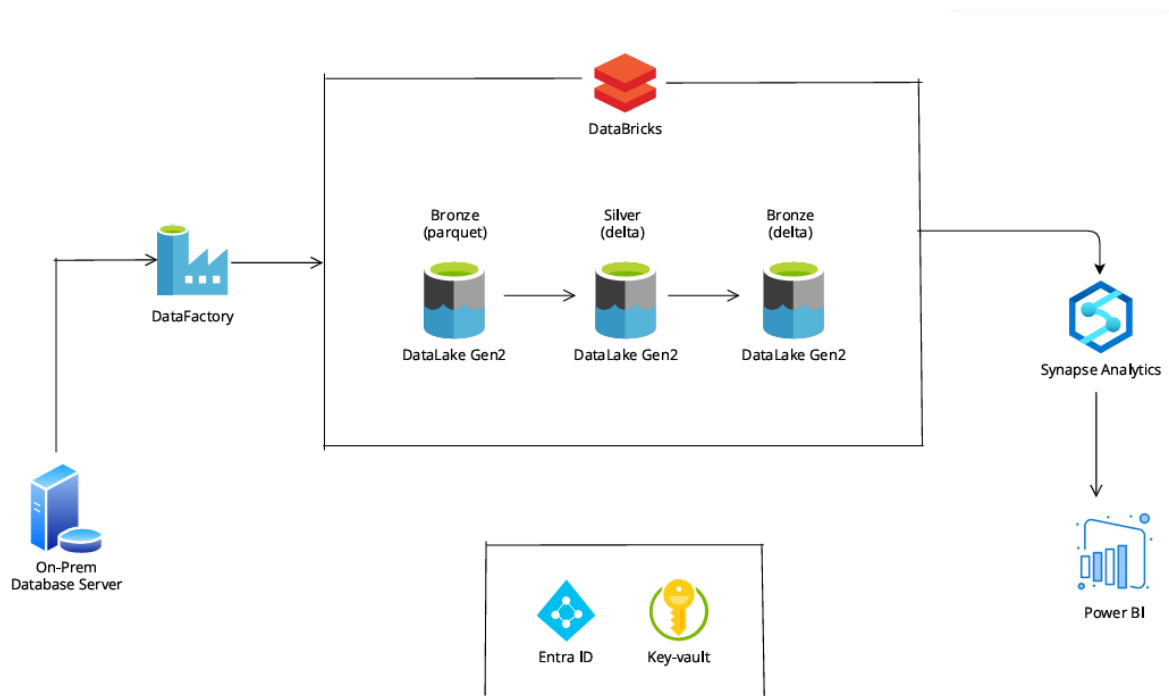 DataBricks
Bronze
(parquet)
Silver
(delta)
Bronze
(delta)
DataFactory
DataLake Gen2
DataLake Gen2
DataLake Gen2
Synapse Analytics
On-Prem
Database Server
Power BI
Entra ID
Key-vault